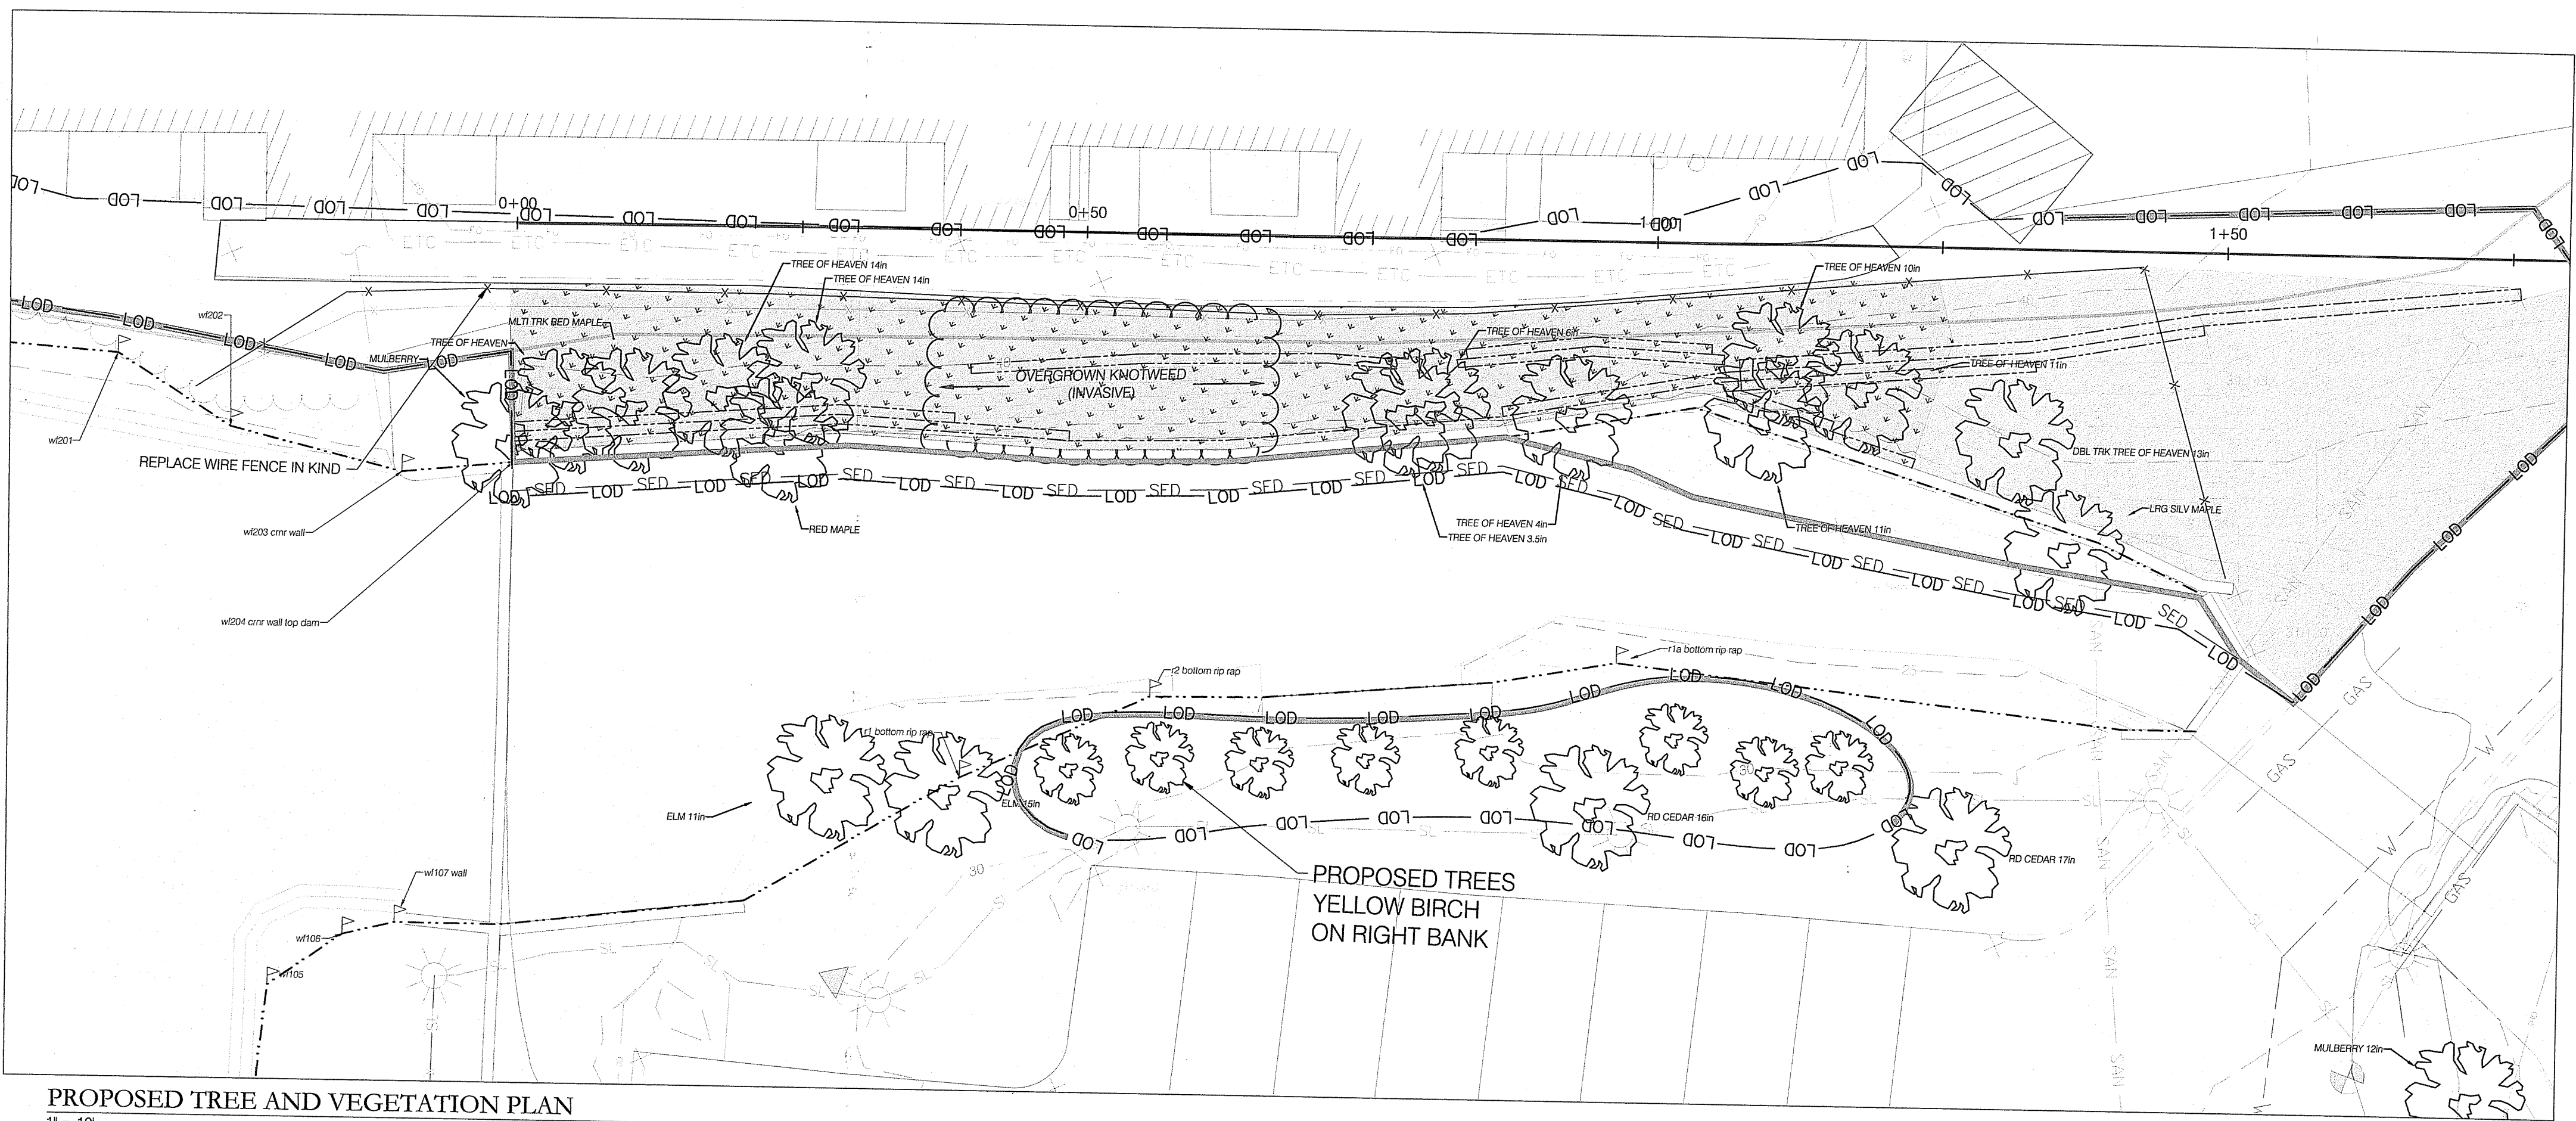 0+00
0+50
1+00
1+50
LOD
ETC
TREE OF HEAVEN 14in
TREE OF HEAVEN 14in
TREE OF HEAVEN 10in
wf202
MLTI TRK RED MAPLE
TREE OF HEAVEN
MULBERRY
TREE OF HEAVEN 6in
TREE OF HEAVEN 11in
OVERGROWN KNOTWEED
(INVASIVE)
40
wf201
REPLACE WIRE FENCE IN KIND
DBL TRK TREE OF HEAVEN 13in
SAN
SED
LRG SILV MAPLE
wf203 crnr wall
RED MAPLE
TREE OF HEAVEN 4in
TREE OF HEAVEN 3.5in
TREE OF HEAVEN 11in
wf204 crnr wall top dam
r2 bottom rip rap
r1a bottom rip rap
25
r1 bottom rip rap
GAS
W
30
ELM 15in
ELM 11in
RD CEDAR 16in
SL
30
RD CEDAR 17in
PROPOSED TREES
YELLOW BIRCH
ON RIGHT BANK
wf107 wall
wf106
wf105
MULBERRY 12in
PROPOSED TREE AND VEGETATION PLAN